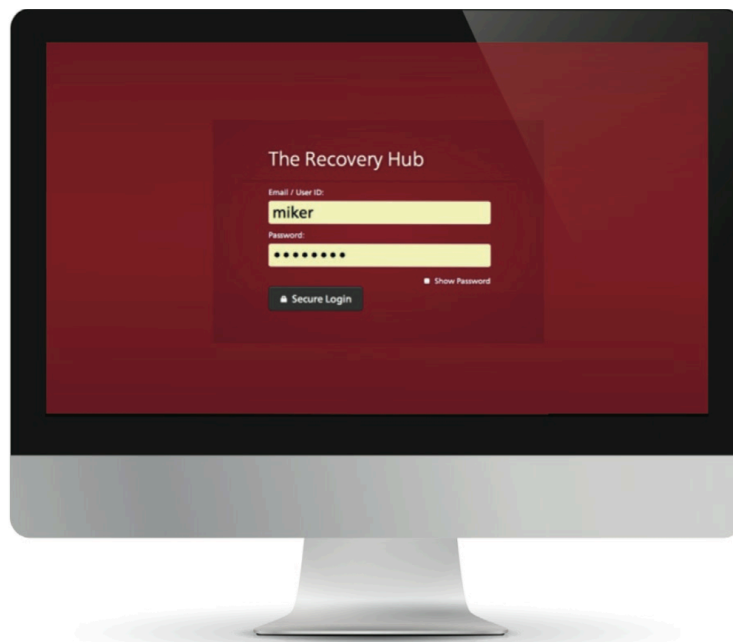 The Recovery Hub
Email / User ID:
miker
Password:
••••••••
Show Password
Secure Login